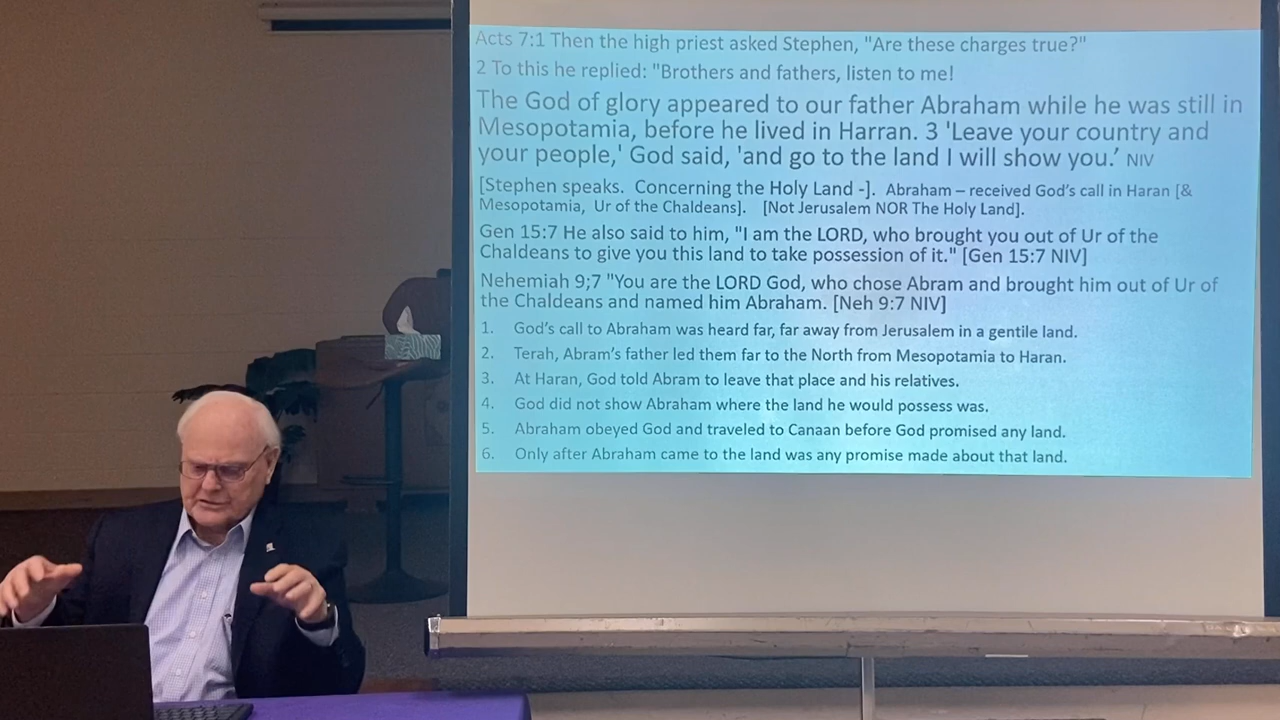 Acts 7:1 Then the high priest asked Stephen, "Are these charges true?"
2 To this he replied: "Brothers and fathers, listen to me!
The God of glory appeared to our father Abraham while he was still in
Mesopotamia, before he lived in Harran. 3 'Leave your country and
your people,' God said, 'and go to the land I will show you.’ NIV
[Stephen speaks.  Concerning the Holy Land -].  Abraham – received God’s call in Haran [&
Mesopotamia,  Ur of the Chaldeans].   [Not Jerusalem NOR The Holy Land].
Gen 15:7 He also said to him, "I am the LORD, who brought you out of Ur of the
Chaldeans to give you this land to take possession of it." [Gen 15:7 NIV]
Nehemiah 9;7 "You are the LORD God, who chose Abram and brought him out of Ur of
the Chaldeans and named him Abraham. [Neh 9:7 NIV]
1. God’s call to Abraham was heard far, far away from Jerusalem in a gentile land.
2. Terah, Abram’s father led them far to the North from Mesopotamia to Haran.
3. At Haran, God told Abram to leave that place and his relatives.
4. God did not show Abraham where the land he would possess was.
5. Abraham obeyed God and traveled to Canaan before God promised any land.
6. Only after Abraham came to the land was any promise made about that land.